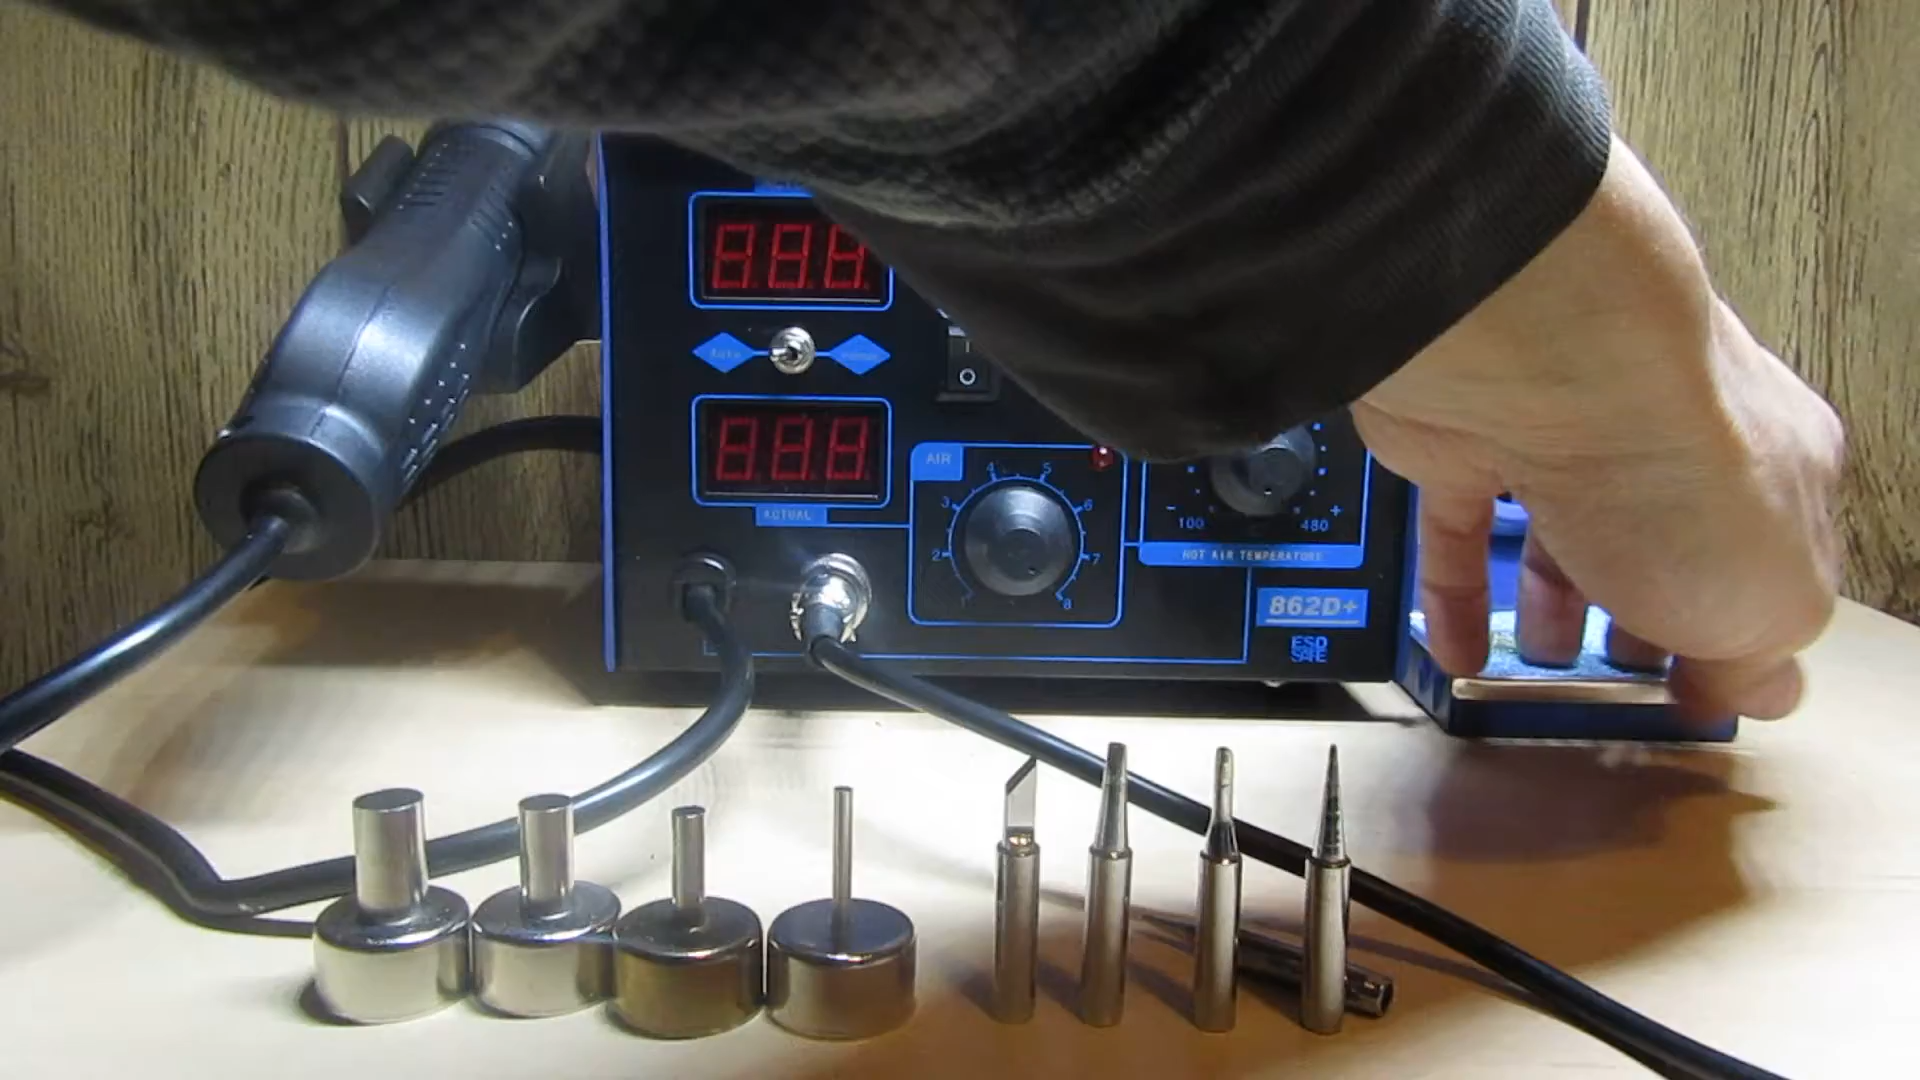 888
Auto
888
ACTUAL
AIR
1
2
3
4
5
6
7
8
-
+
100
480
HOT AIR TEMPERATURE
862D+
ESD
SAFE